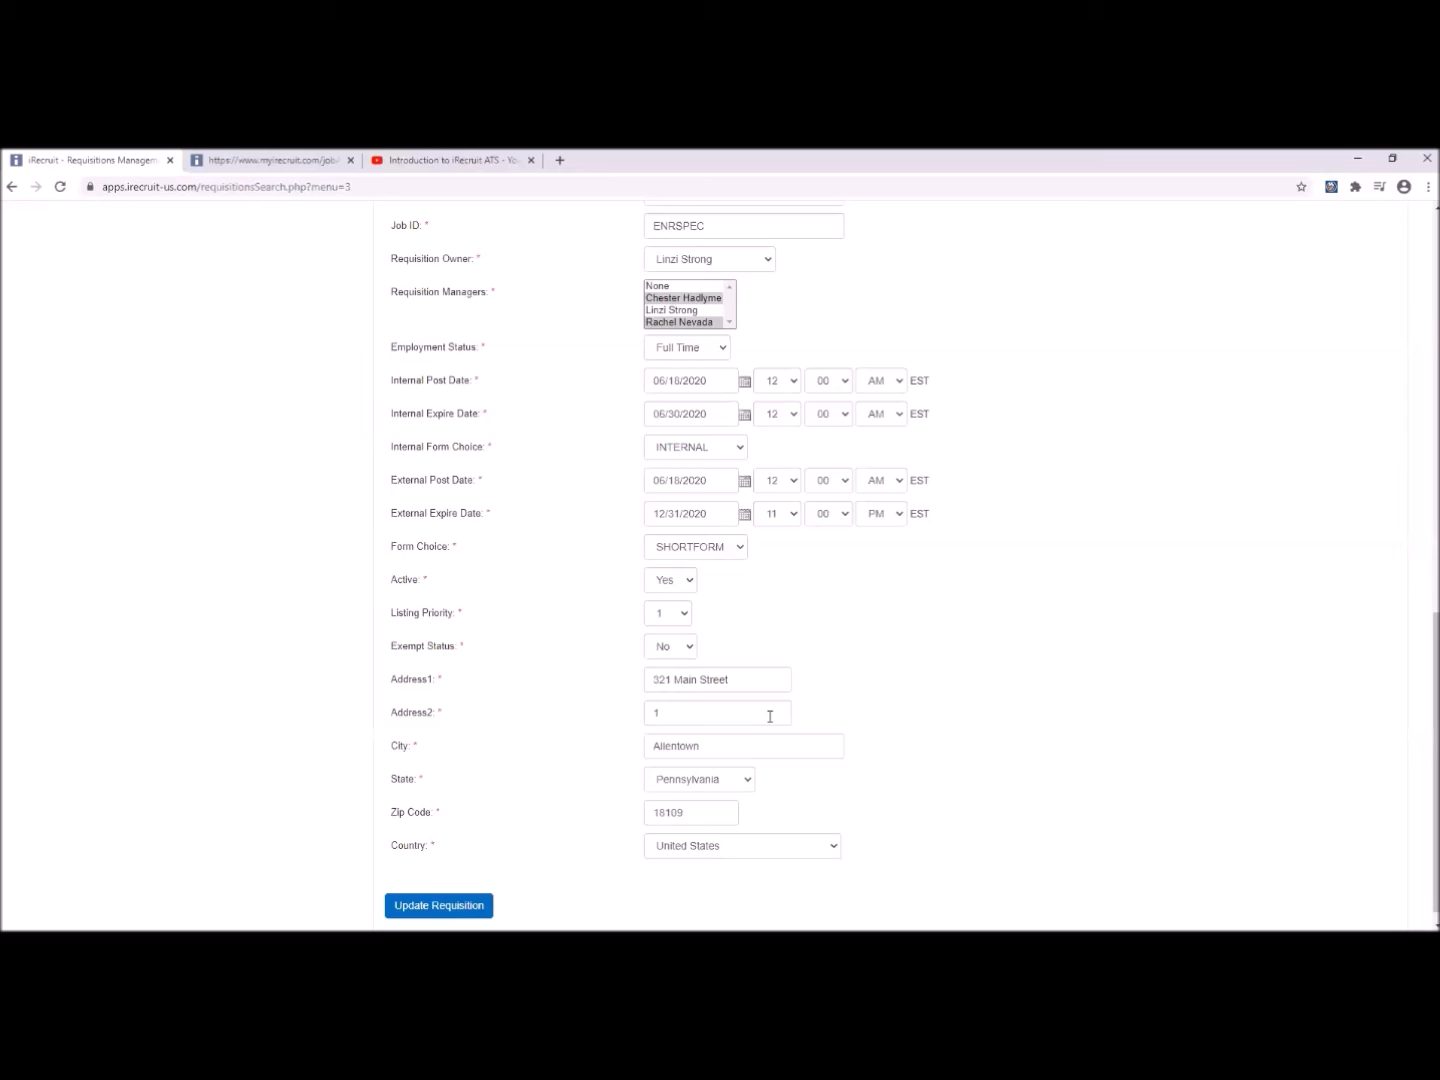 iRecruit - Requisitions Managem
https://www.myirecruit.com/job
Introduction to iRecruit ATS - Yo
apps.irecruit-us.com/requisitionsSearch.php?menu=3
Job ID: * ENRSPEC
Requisition Owner: * Linzi Strong
Requisition Managers: * None
Chester Hadlyme
Linzi Strong
Rachel Nevada
Employment Status: * Full Time
Internal Post Date: * 06/18/2020 12 00 AM EST
Internal Expire Date: * 06/30/2020 12 00 AM EST
Internal Form Choice: * INTERNAL
External Post Date: * 06/18/2020 12 00 AM EST
External Expire Date: * 12/31/2020 11 00 PM EST
Form Choice: * SHORTFORM
Active: * Yes
Listing Priority: * 1
Exempt Status: * No
Address1: * 321 Main Street
Address2: * 1
City: * Allentown
State: * Pennsylvania
Zip Code: * 18109
Country: * United States
Update Requisition